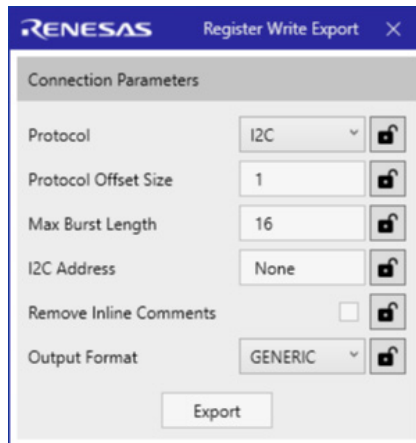 RENESAS Register Write Export
Connection Parameters
Protocol I2C
Protocol Offset Size 1
Max Burst Length 16
I2C Address None
Remove Inline Comments
Output Format GENERIC
Export